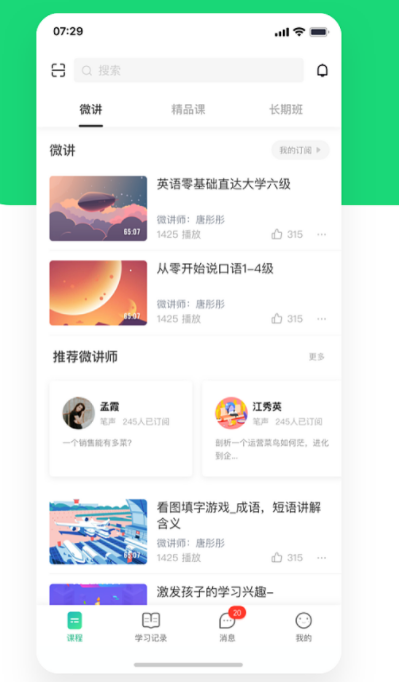 07:29
搜索
微讲
精品课
长期班
微讲
我的订阅
英语零基础直达大学六级
65:07
微讲师：唐彤彤
1425 播放
315
从零开始说口语1-4级
微讲师：唐彤彤
1425 播放
315
推荐微讲师
更多
孟霞
笔声 245人已订阅
一个销售能有多菜?
江秀英
笔声 245人已订阅
剖析一个运营菜鸟如何茫，进化
到企...
看图填字游戏_成语，短语讲解
含义
微讲师：唐彤彤
1425 播放
315
激发孩子的学习兴趣-
课程
学习记录
20
消息
我的